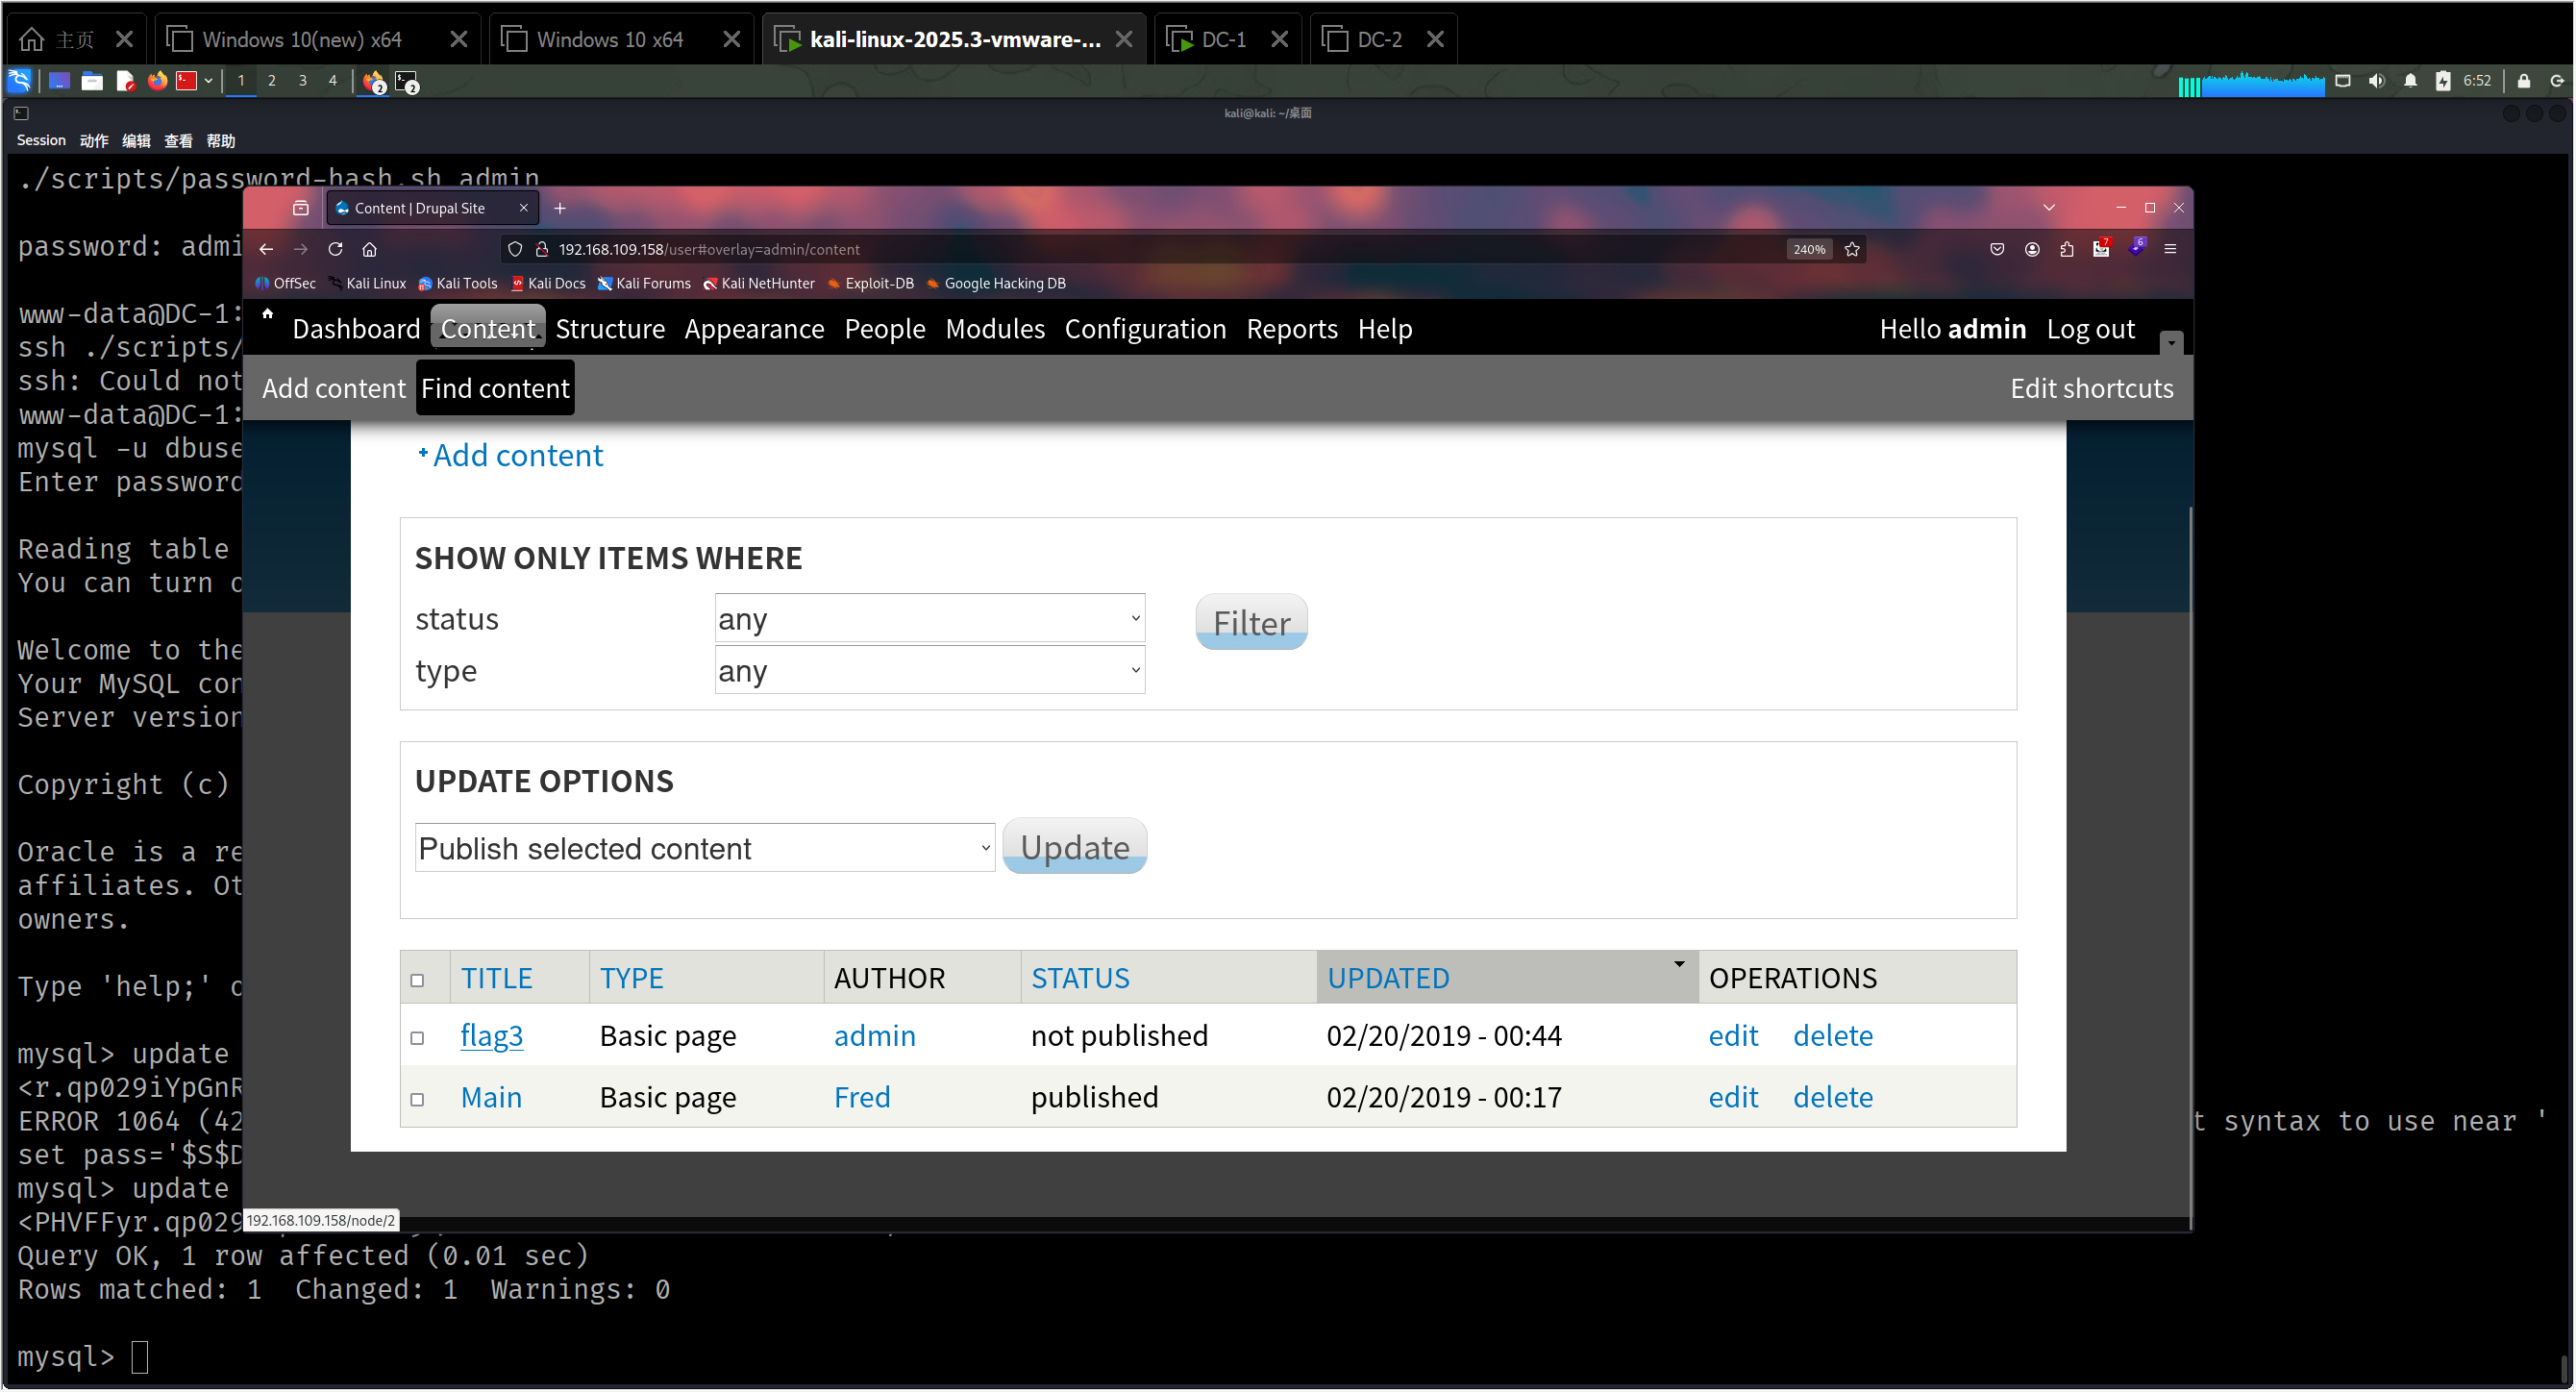 主页
Windows 10(new) x64
Windows 10 x64
kali-linux-2025.3-vmware-...
DC-1
DC-2
1 2 3 4
2
2
6:52
kali@kali: ~/桌面
Session 动作 编辑 查看 帮助
./scripts/password-hash.sh admin
Content | Drupal Site
password: admi
192.168.109.158/user#overlay=admin/content
240%
7
6
OffSec Kali Linux Kali Tools Kali Docs Kali Forums Kali NetHunter Exploit-DB Google Hacking DB
www-data@DC-1:
Dashboard Content Structure Appearance People Modules Configuration Reports Help
Hello admin Log out
ssh ./scripts/
ssh: Could not
Add content Find content
Edit shortcuts
www-data@DC-1:
mysql -u dbuse
Add content
Enter password
Reading table
SHOW ONLY ITEMS WHERE
You can turn o
status any
Filter
Welcome to the
type any
Your MySQL con
Server version
Copyright (c)
UPDATE OPTIONS
Oracle is a re
Publish selected content
Update
affiliates. Ot
owners.
Type 'help;' o
TITLE TYPE AUTHOR STATUS UPDATED OPERATIONS
flag3 Basic page admin not published 02/20/2019 - 00:44 edit delete
mysql> update
<r.qp029iYpGnR
Main Basic page Fred published 02/20/2019 - 00:17 edit delete
ERROR 1064 (42
t syntax to use near '
set pass='$S$D
mysql> update
<PHVFFyr.qp029
192.168.109.158/node/2
Query OK, 1 row affected (0.01 sec)
Rows matched: 1 Changed: 1 Warnings: 0
mysql>